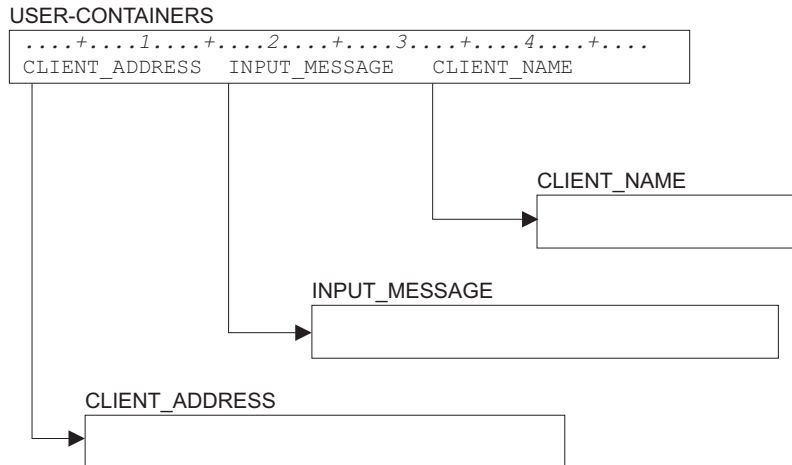 USER-CONTAINERS
....+....1....+....2....+....3....+....4....+....
CLIENT_ADDRESS  INPUT_MESSAGE   CLIENT_NAME
CLIENT_NAME
INPUT_MESSAGE
CLIENT_ADDRESS